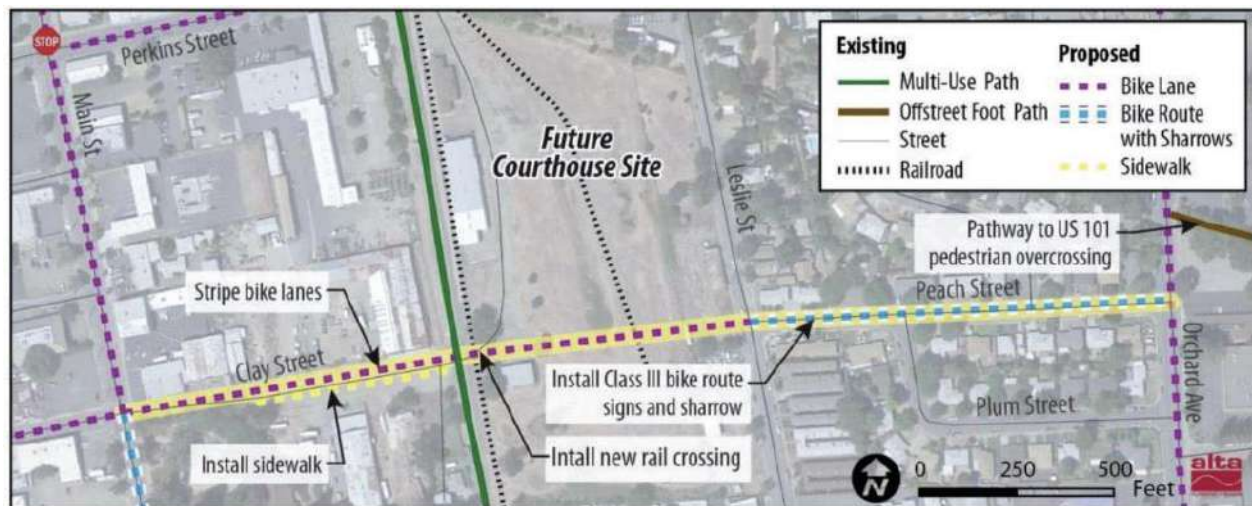 STOP
Perkins Street
Main St
Future
Courthouse Site
Leslie St
Existing
Multi-Use Path
Offstreet Foot Path
Street
Railroad
Proposed
Bike Lane
Bike Route
with Sharrows
Sidewalk
Pathway to US 101
pedestrian overcrossing
Stripe bike lanes
Peach Street
Clay Street
Install Class III bike route
signs and sharrow
Orchard Ave
Plum Street
Install sidewalk
Intall new rail crossing
N
0 250 500
Feet
alta